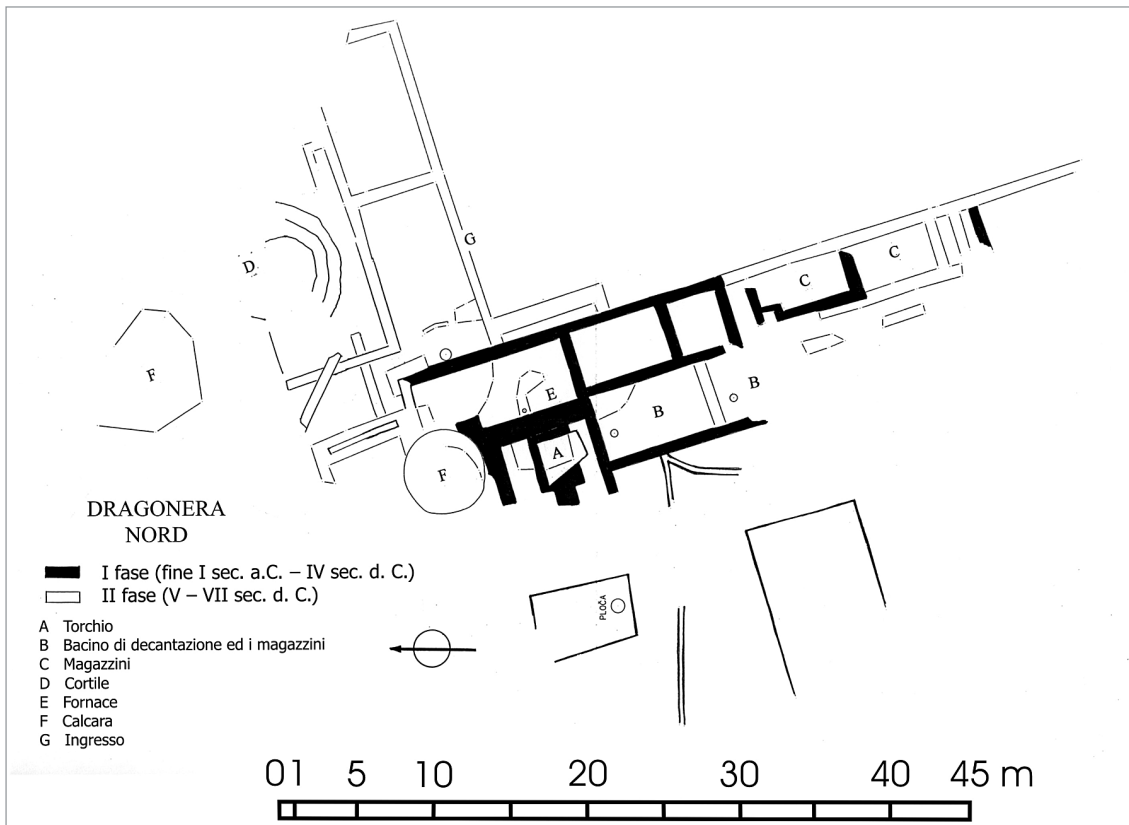 G
D
C
C
F
E
B
B
A
F
DRAGONERA
NORD
I fase (fine I sec. a.C. – IV sec. d. C.)
II fase (V – VII sec. d. C.)
PLOČA
A Torchio
B Bacino di decantazione ed i magazzini
C Magazzini
D Cortile
E Fornace
F Calcara
G Ingresso
01 5 10 20 30 40 45 m